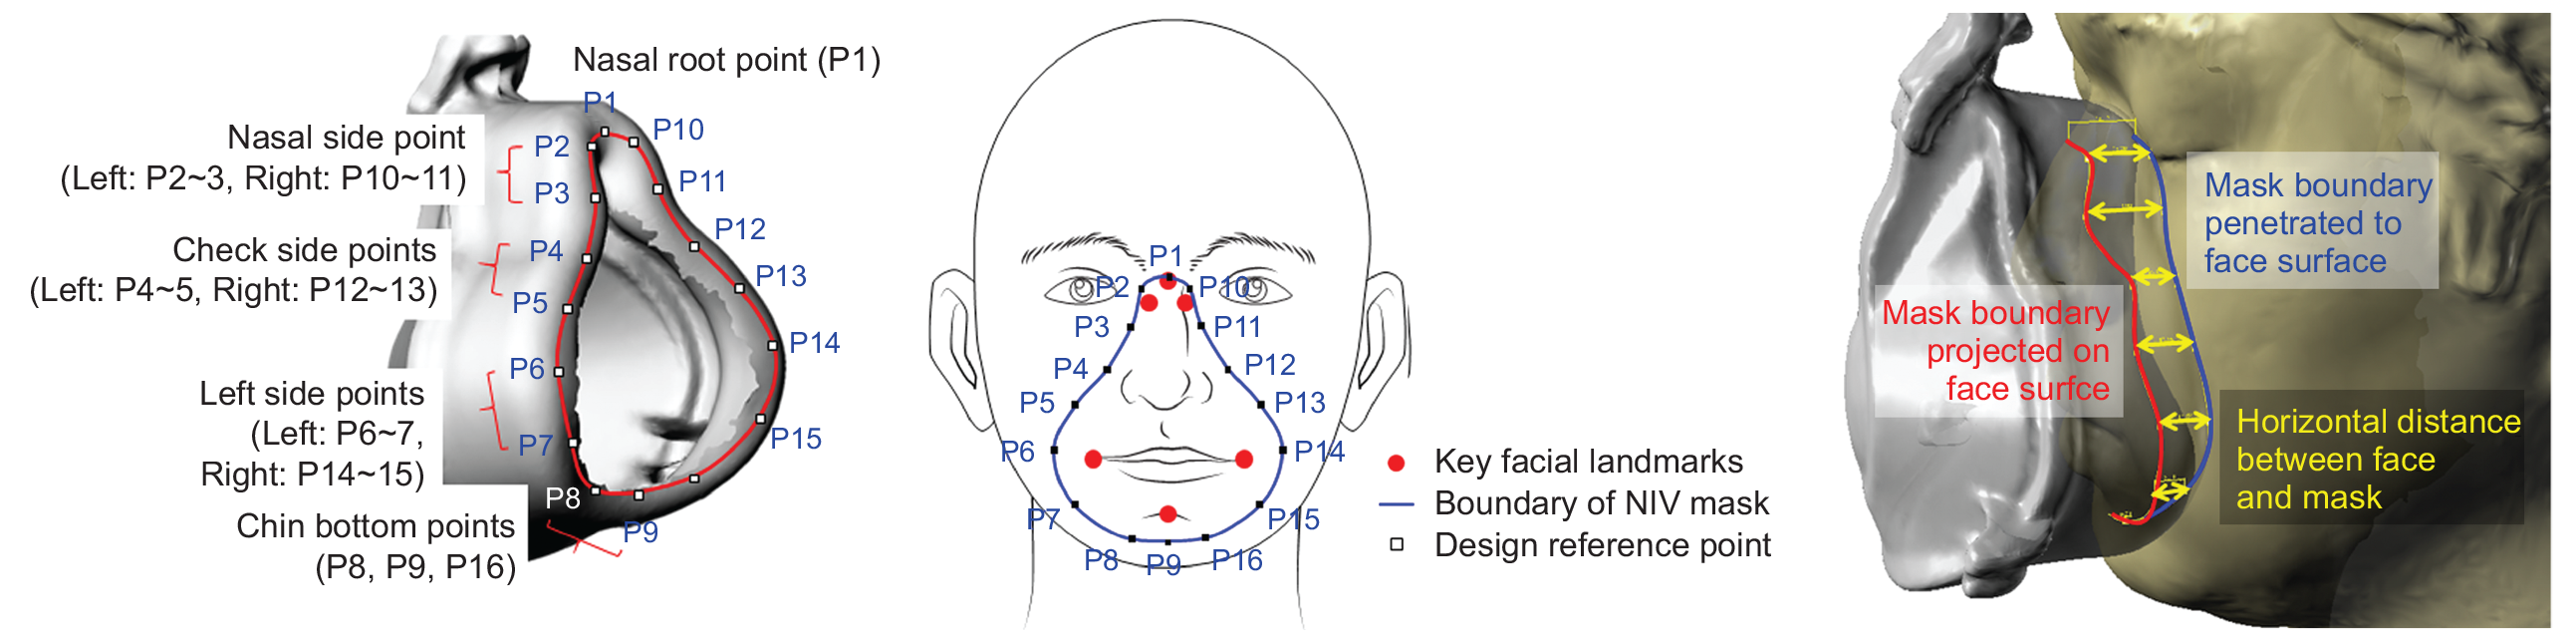 Nasal root point (P1)
P1
P10
Nasal side point
(Left: P2~3, Right: P10~11)
P2
P3
P11
P12
Check side points
(Left: P4~5, Right: P12~13)
P4
P5
P13
P14
Left side points
(Left: P6~7,
Right: P14~15)
P6
P7
P15
P8
Chin bottom points
(P8, P9, P16)
P9
P1
P2
P10
P3
P11
P4
P12
P5
P13
P6
P14
P7
P15
P8
P9
P16
Key facial landmarks
Boundary of NIV mask
Design reference point
Mask boundary
penetrated to
face surface
Mask boundary
projected on
face surfce
Horizontal distance
between face
and mask